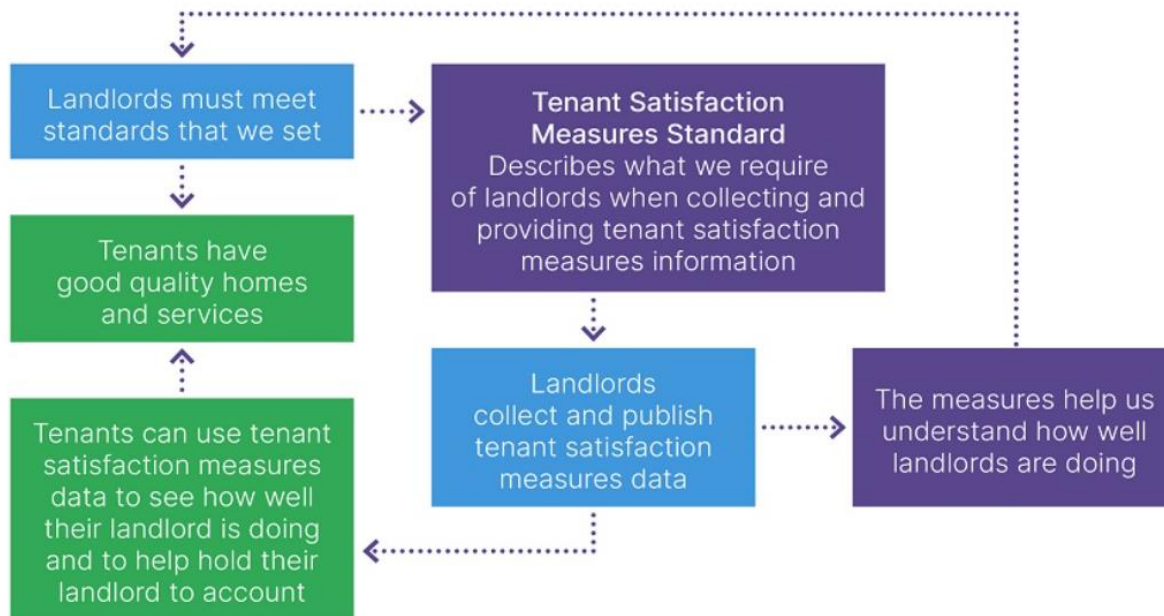 Landlords must meet
standards that we set
Tenant Satisfaction
Measures Standard
Describes what we require
of landlords when collecting and
providing tenant satisfaction
measures information
Tenants have
good quality homes
and services
Landlords
collect and publish
tenant satisfaction
measures data
The measures help us
understand how well
landlords are doing
Tenants can use tenant
satisfaction measures
data to see how well
their landlord is doing
and to help hold their
landlord to account